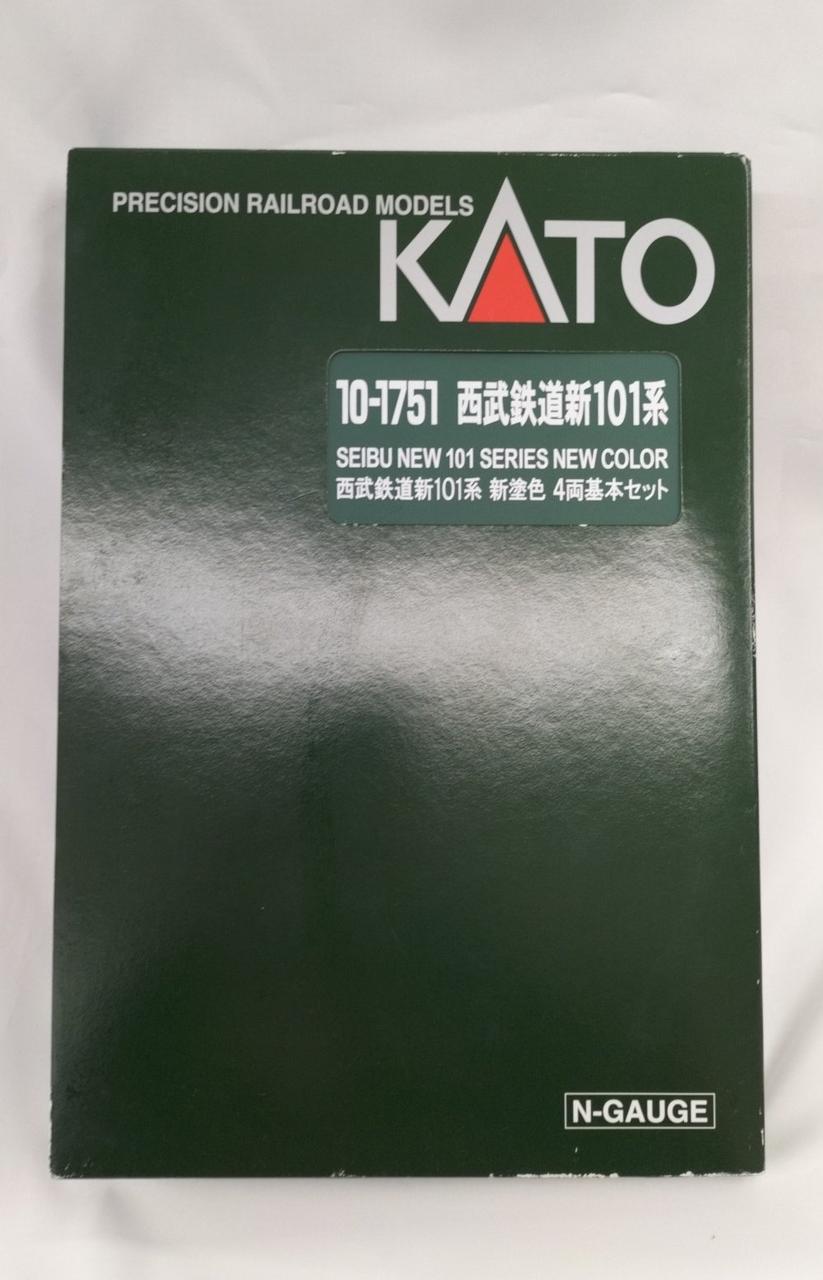 PRECISION RAILROAD MODELS
KATO
10-1751 西武鉄道新101系
SEIBU NEW 101 SERIES NEW COLOR
西武鉄道新101系 新塗色 4両基本セット
N-GAUGE